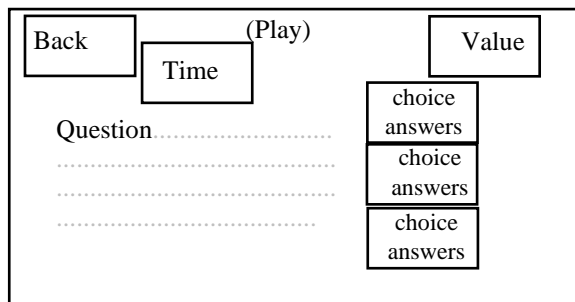 Back
(Play)
Value
Time
choice
answers
Question................................
..................................................
..................................................
..............................................
choice
answers
choice
answers